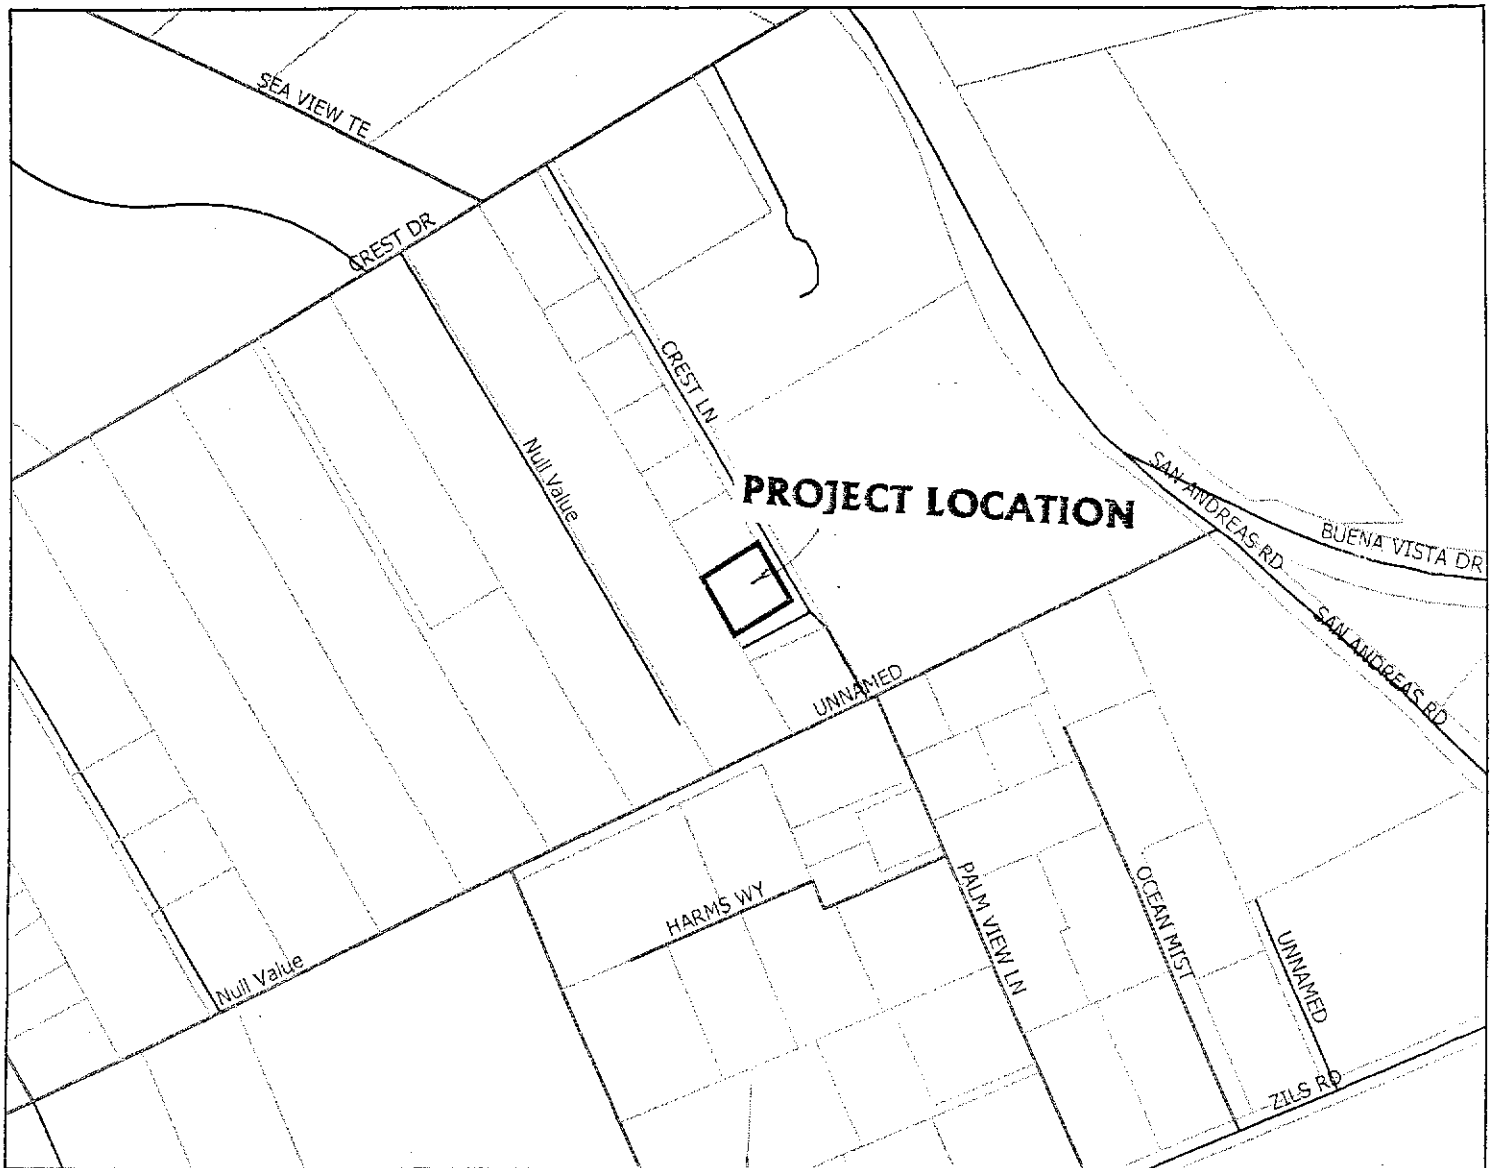 SEA VIEW TE
CREST DR
CREST LN
Null Value
PROJECT LOCATION
SAN ANDREAS RD
BUENA VISTA DR
SAN ANDREAS RD
UNNAMED
HARMS WY
PALM VIEW LN
OCEAN MIST
UNNAMED
Null Value
ZILS RD